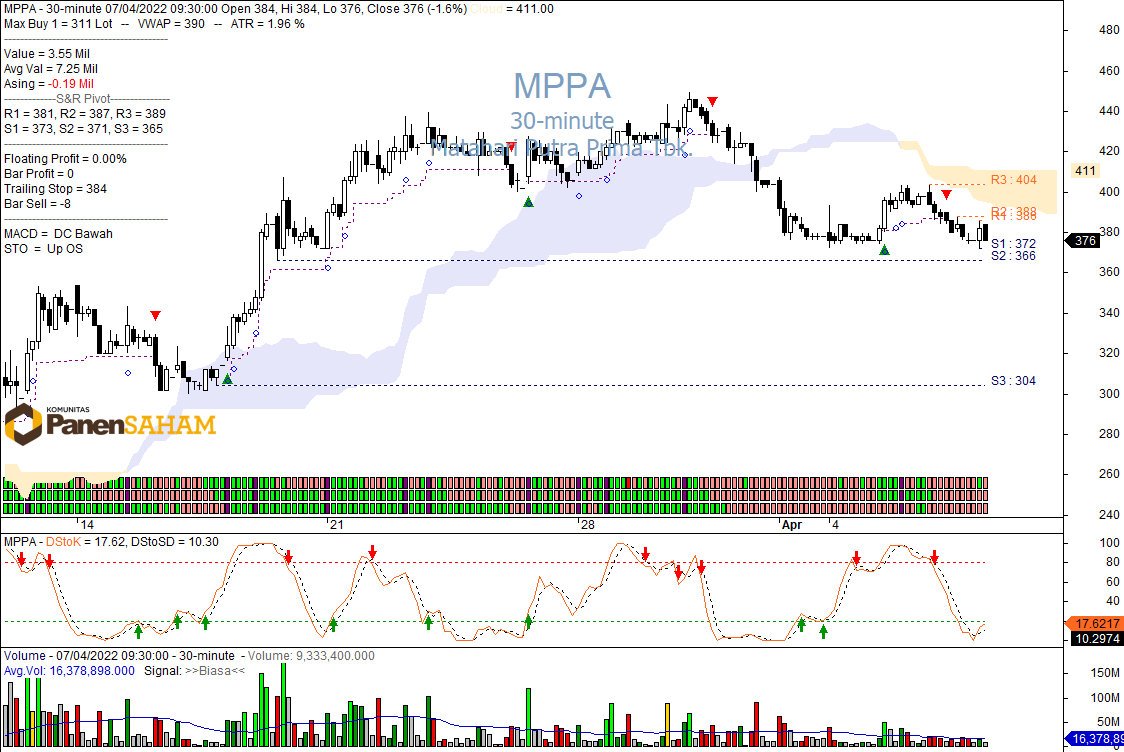 MPPA - 30-minute 07/04/2022 09:30:00 Open 384, Hi 384, Lo 376, Close 376 (-1.6%) Cloud = 411.00
Max Buy 1 = 311 Lot -- VWAP = 390 -- ATR = 1.96 %
Value = 3.55 Mil
Avg Val = 7.25 Mil
Asing = -0.19 Mil
-------------S&R Pivot---------------
R1 = 381, R2 = 387, R3 = 389
S1 = 373, S2 = 371, S3 = 365
Floating Profit = 0.00%
Bar Profit = 0
Trailing Stop = 384
Bar Sell = -8
MACD = DC Bawah
STO = Up OS
MPPA
30-minute
Matahari Putra Prima Tbk.
R3 : 404
R2 : 388
R1 : 386
S1 : 372
S2 : 366
S3 : 304
480
460
440
420
411
400
380
376
360
340
320
300
280
260
240
KOMUNITAS
PanenSAHAM
14 21 28 Apr 4
MPPA - DStoK = 17.62, DStoSD = 10.30
100
80
60
40
17.6217
10.2974
Volume - 07/04/2022 09:30:00 - 30-minute - Volume: 9,333,400.000
Avg.Vol: 16,378,898.000 Signal: >>Biasa<<
150M
100M
50M
16,378,89